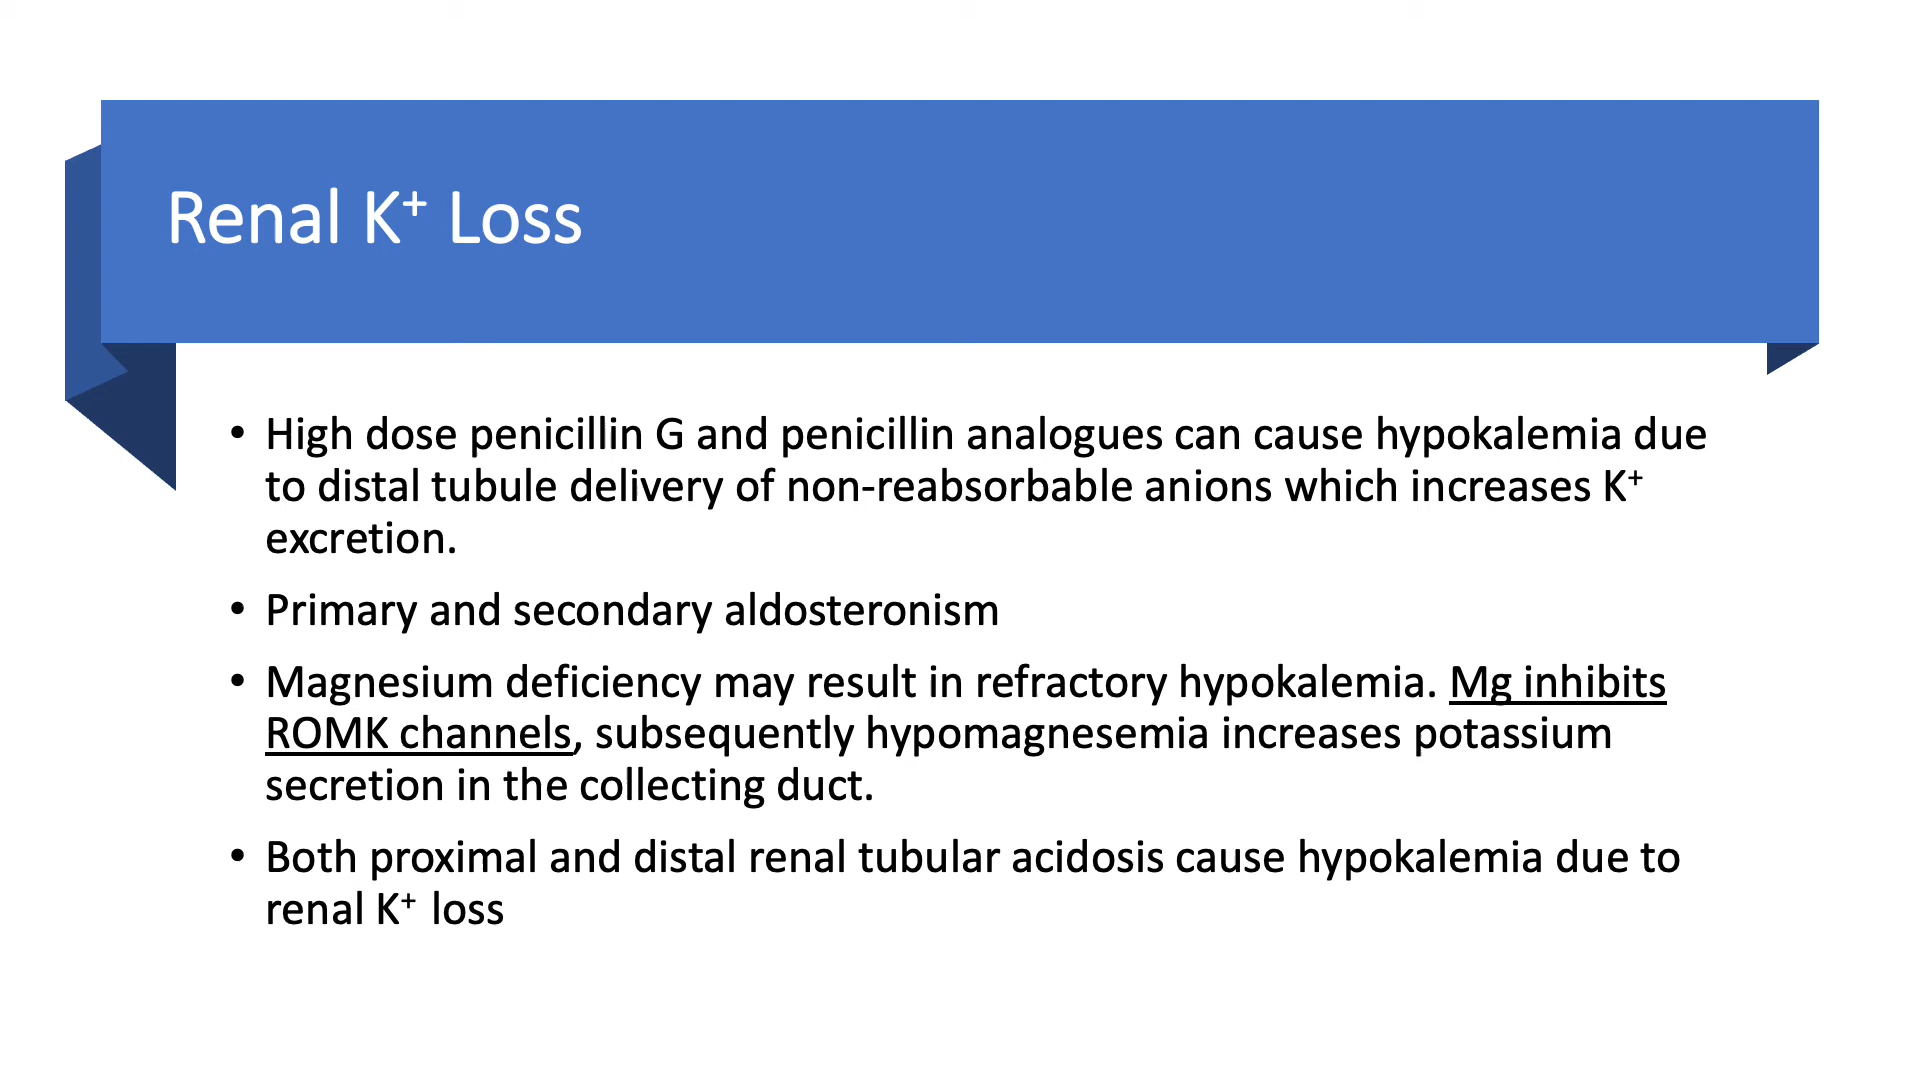 Renal K⁺ Loss
• High dose penicillin G and penicillin analogues can cause hypokalemia due
to distal tubule delivery of non-reabsorbable anions which increases K⁺
excretion.
• Primary and secondary aldosteronism
• Magnesium deficiency may result in refractory hypokalemia. Mg inhibits
ROMK channels, subsequently hypomagnesemia increases potassium
secretion in the collecting duct.
• Both proximal and distal renal tubular acidosis cause hypokalemia due to
renal K⁺ loss